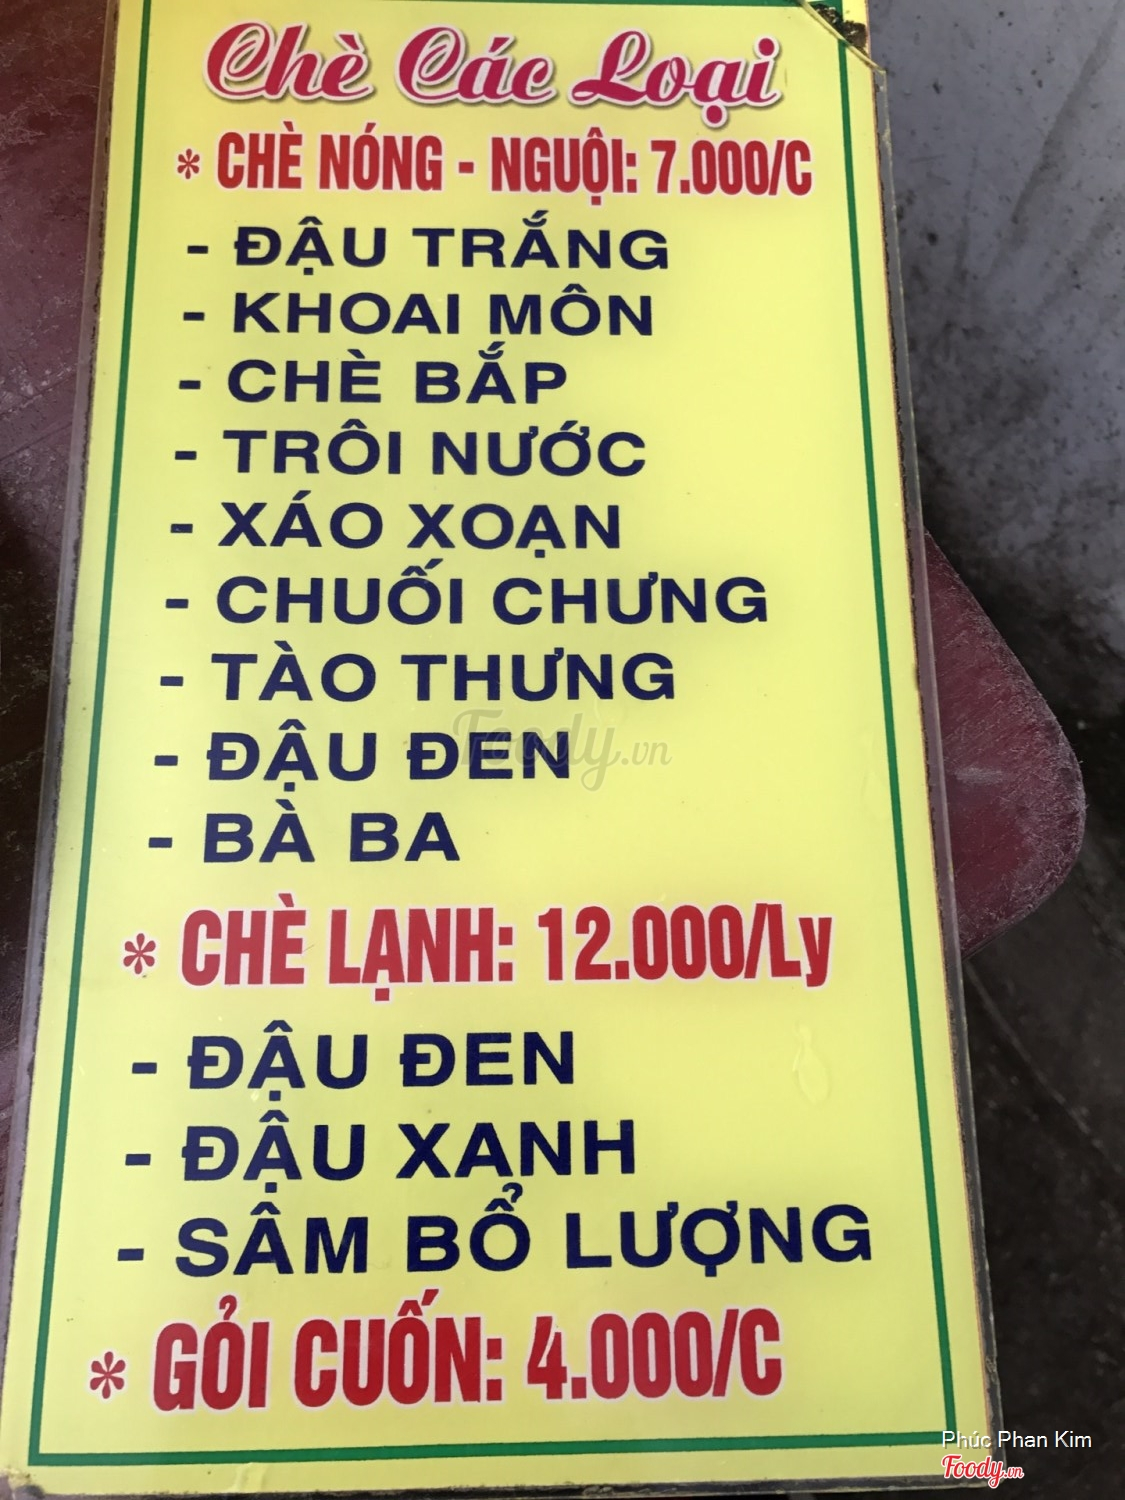 Chè Các Loại
* CHÈ NÓNG - NGUỘI: 7.000/C
- ĐẬU TRẮNG
- KHOAI MÔN
- CHÈ BẮP
- TRÔI NƯỚC
- XÁO XOẠN
- CHUỐI CHƯNG
- TÀO THƯNG
- ĐẬU ĐEN
Foody.vn
- BÀ BA
* CHÈ LẠNH: 12.000/Ly
- ĐẬU ĐEN
- ĐẬU XANH
- SÂM BỔ LƯỢNG
* GỎI CUỐN: 4.000/C
Phúc Phan Kim
Foody.vn